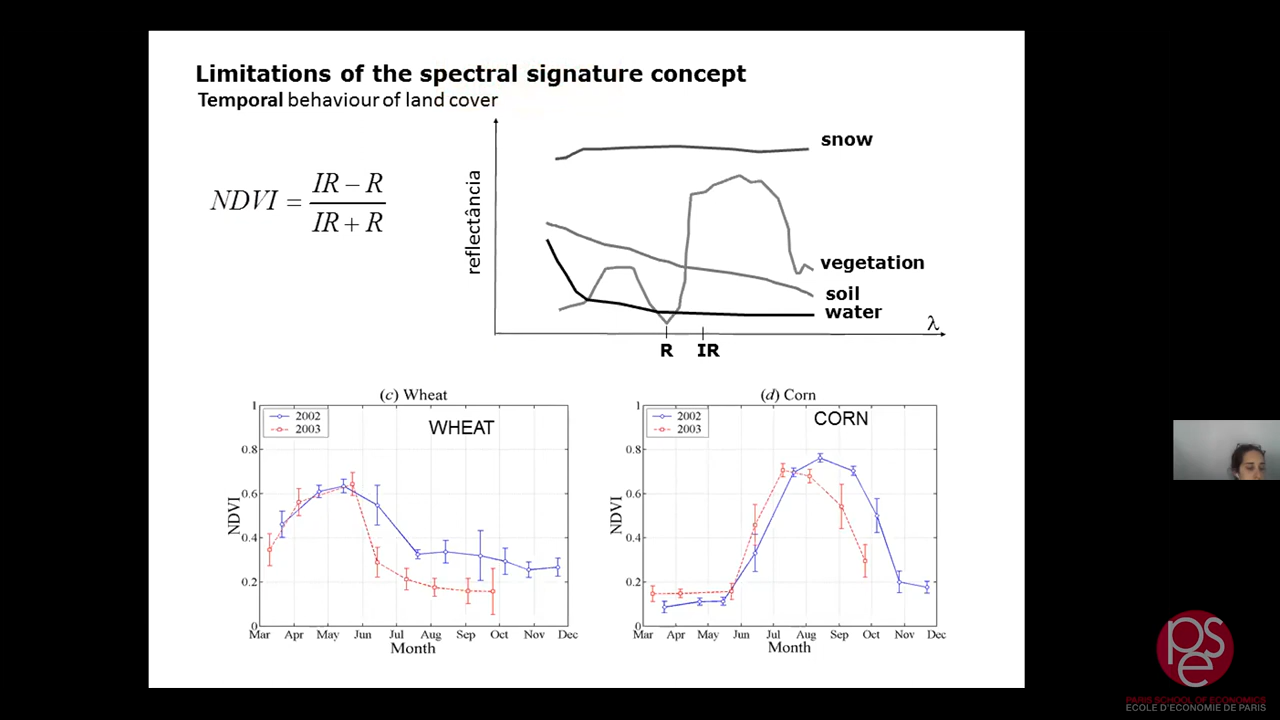 Limitations of the spectral signature concept
Temporal behaviour of land cover
NDVI = IR − R / IR + R
reflectância
snow
vegetation
soil
water
λ
R IR
(c) Wheat
2002
2003
WHEAT
NDVI
1
0.8
0.6
0.4
0.2
0
Mar Apr May Jun Jul Aug Sep Oct Nov Dec
Month
(d) Corn
2002
2003
CORN
NDVI
1
0.8
0.6
0.4
0.2
0
Mar Apr May Jun Jul Aug Sep Oct Nov Dec
Month
pse
PARIS SCHOOL OF ECONOMICS
ECOLE D'ECONOMIE DE PARIS